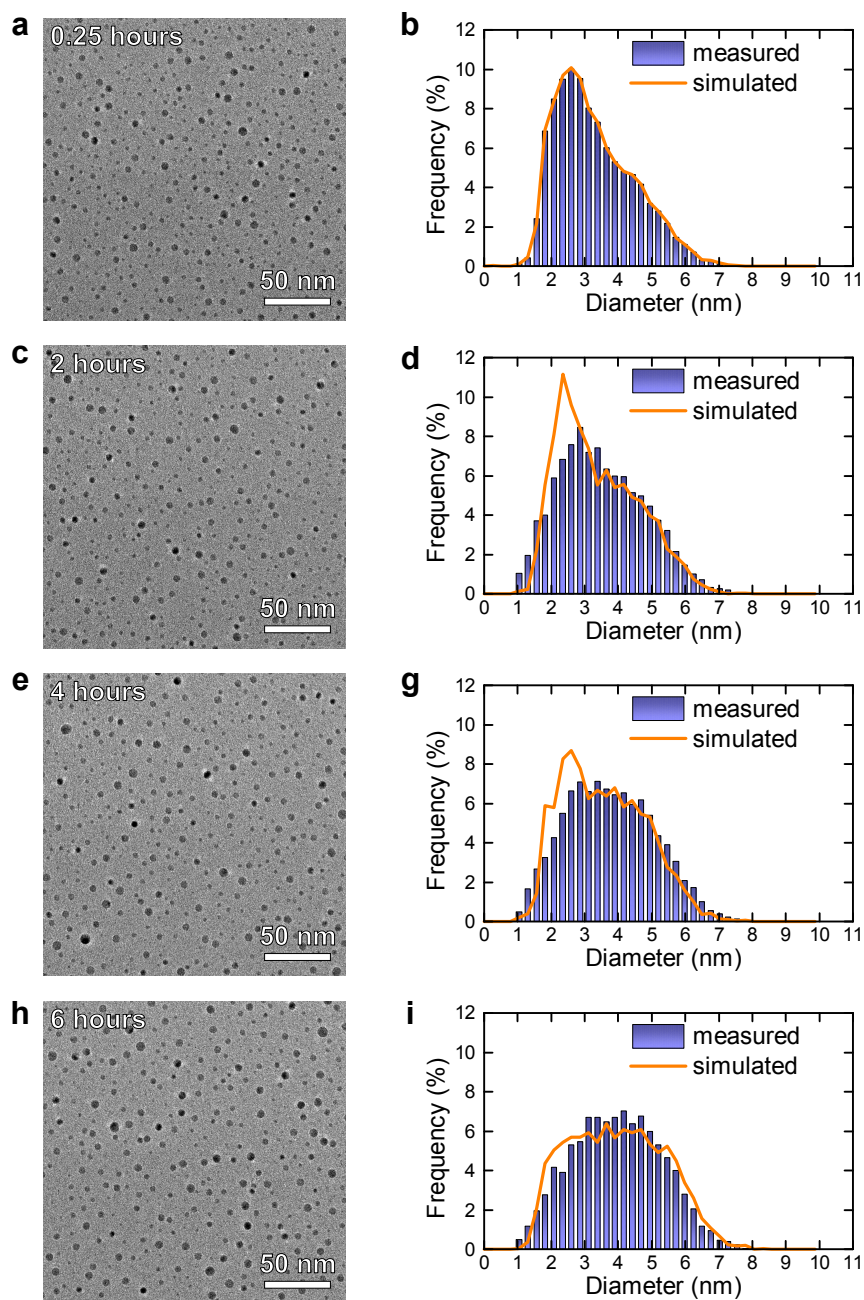 a
0.25 hours
50 nm
b
measured
simulated
Frequency (%)
12
10
8
6
4
2
0
0 1 2 3 4 5 6 7 8 9 10 11
Diameter (nm)
c
2 hours
50 nm
d
measured
simulated
Frequency (%)
12
10
8
6
4
2
0
0 1 2 3 4 5 6 7 8 9 10 11
Diameter (nm)
e
4 hours
50 nm
g
measured
simulated
Frequency (%)
12
10
8
6
4
2
0
0 1 2 3 4 5 6 7 8 9 10 11
Diameter (nm)
h
6 hours
50 nm
i
measured
simulated
Frequency (%)
12
10
8
6
4
2
0
0 1 2 3 4 5 6 7 8 9 10 11
Diameter (nm)